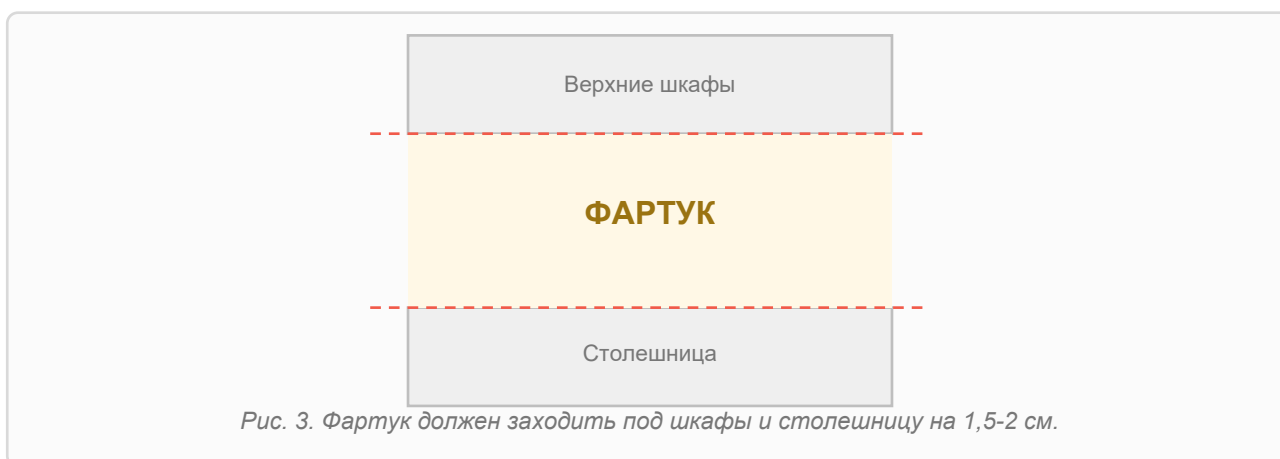 Верхние шкафы
ФАРТУК
Столешница
Рис. 3. Фартук должен заходить под шкафы и столешницу на 1,5-2 см.